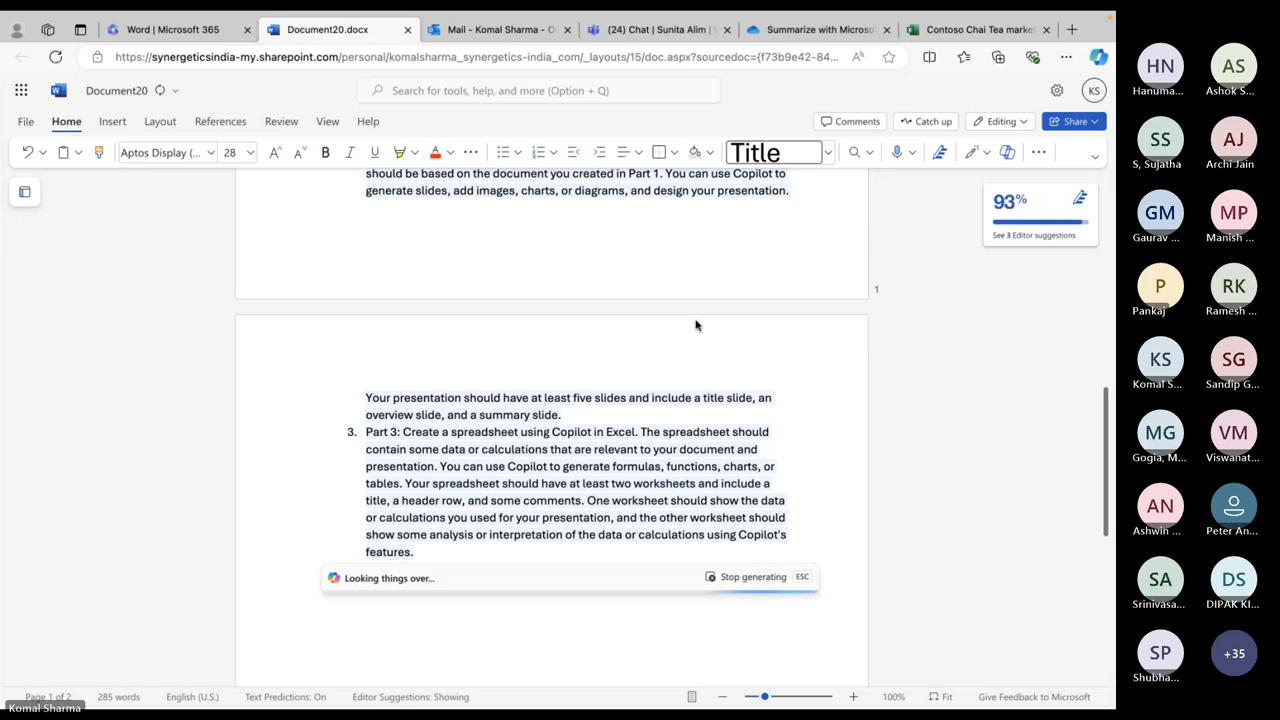 Word | Microsoft 365
Document20.docx
Mail - Komal Sharma - O
(24) Chat | Sunita Alim |
Summarize with Microsof
Contoso Chai Tea market
https://synergeticsindia-my.sharepoint.com/personal/komalsharma_synergetics-india_com/_layouts/15/doc.aspx?sourcedoc={f73b9e42-84...
Document20
Search for tools, help, and more (Option + Q)
KS
File Home Insert Layout References Review View Help
Comments Catch up Editing Share
Aptos Display (... 28 B I U A Title
should be based on the document you created in Part 1. You can use Copilot to
generate slides, add images, charts, or diagrams, and design your presentation.
93%
See 3 Editor suggestions
1
Your presentation should have at least five slides and include a title slide, an
overview slide, and a summary slide.
3. Part 3: Create a spreadsheet using Copilot in Excel. The spreadsheet should
contain some data or calculations that are relevant to your document and
presentation. You can use Copilot to generate formulas, functions, charts, or
tables. Your spreadsheet should have at least two worksheets and include a
title, a header row, and some comments. One worksheet should show the data
or calculations you used for your presentation, and the other worksheet should
show some analysis or interpretation of the data or calculations using Copilot's
features.
Looking things over... Stop generating ESC
Page 1 of 2 285 words English (U.S.) Text Predictions: On Editor Suggestions: Showing 100% Fit Give Feedback to Microsoft
Komal Sharma
HN AS
Hanuma... Ashok S...
SS AJ
S, Sujatha Archi Jain
GM MP
Gaurav ... Manish ...
P RK
Pankaj Ramesh ...
KS SG
Komal S... Sandip G...
MG VM
Gogia, M... Viswanat...
AN
Ashwin ... Peter An...
SA DS
Srinivasa... DIPAK KI...
SP +35
Shubha...